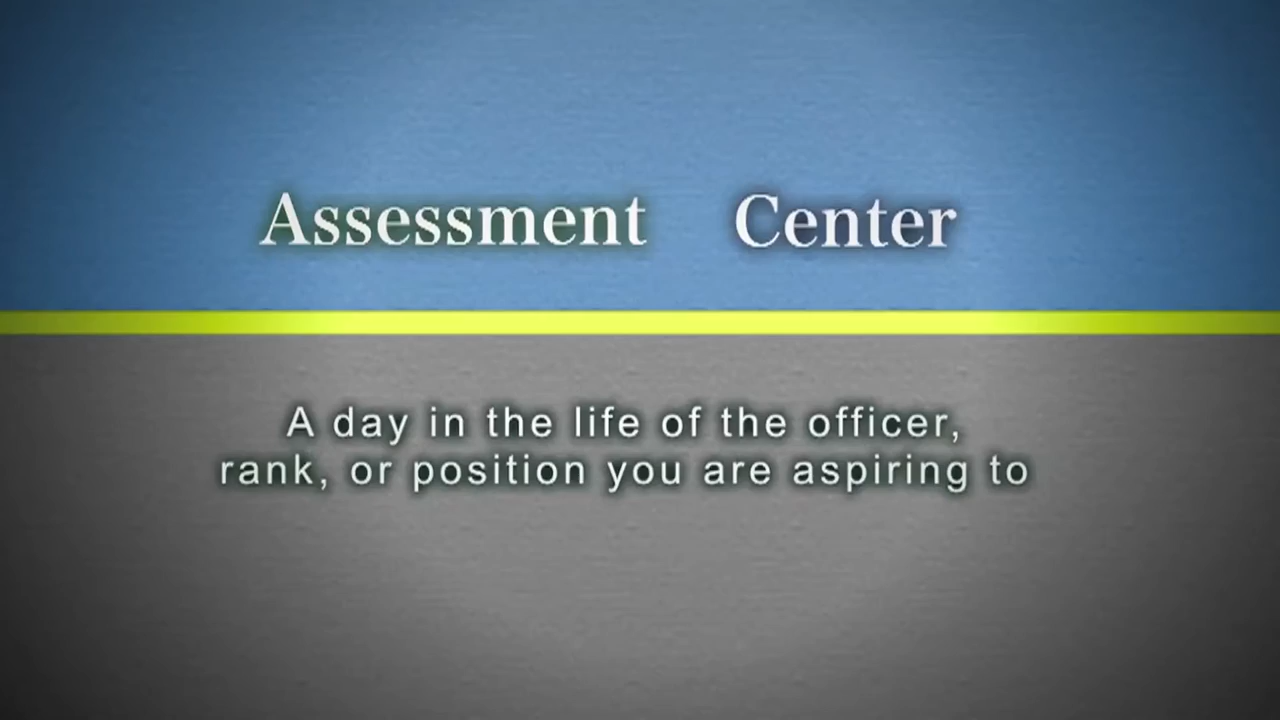 Assessment Center
A day in the life of the officer,
rank, or position you are aspiring to